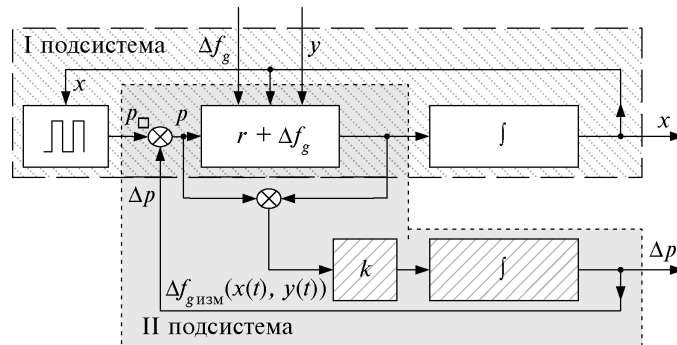 I подсистема
Δf_g
y
x
p_□
p
r + Δf_g
∫
x
Δp
k
∫
Δp
Δf_g изм(x(t), y(t))
II подсистема